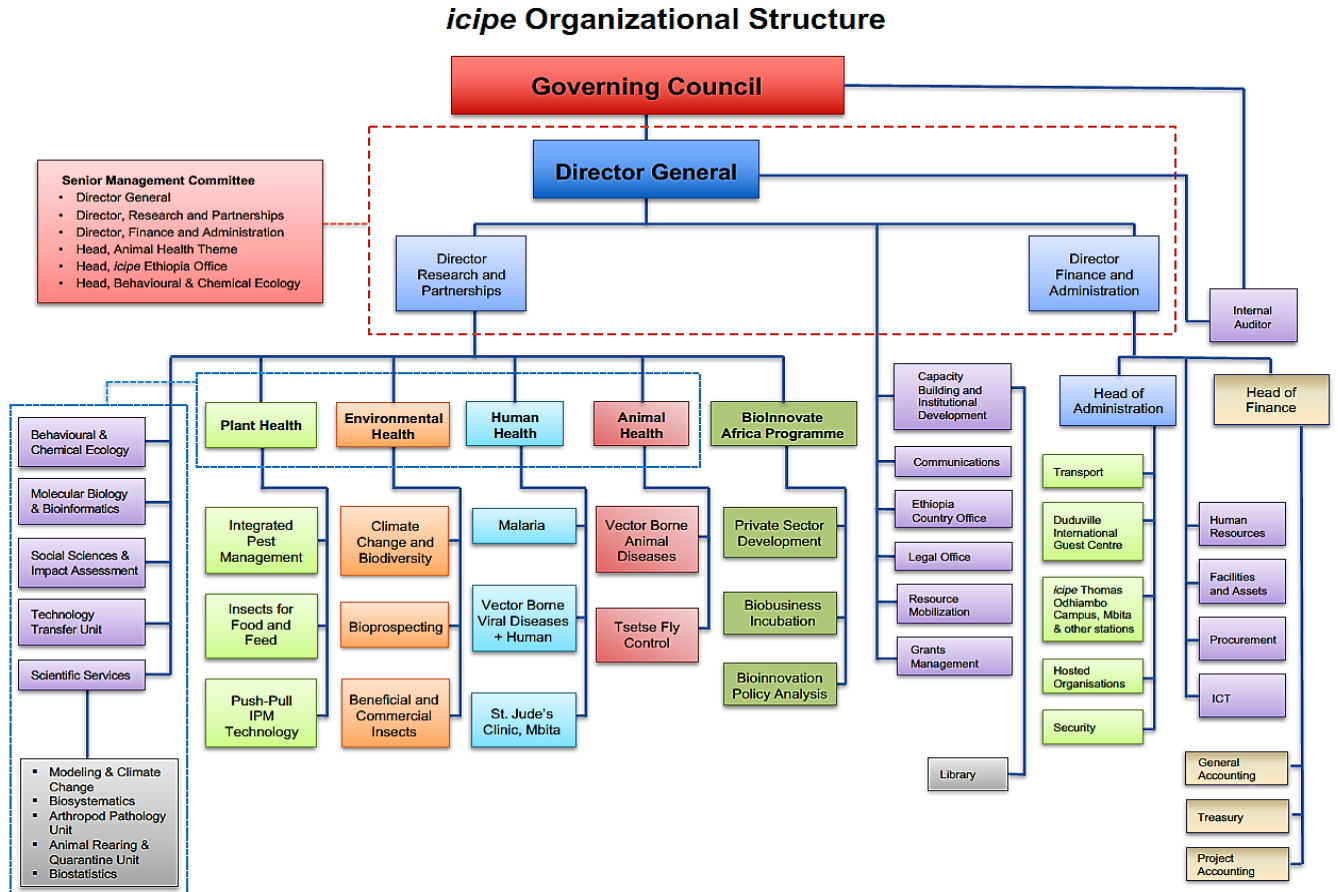 icipe Organizational Structure
Governing Council
Director General
Senior Management Committee
• Director General
• Director, Research and Partnerships
• Director, Finance and Administration
• Head, Animal Health Theme
• Head, icipe Ethiopia Office
• Head, Behavioural & Chemical Ecology
Director
Research and
Partnerships
Director
Finance and
Administration
Internal
Auditor
Behavioural &
Chemical Ecology
Molecular Biology
& Bioinformatics
Social Sciences &
Impact Assessment
Technology
Transfer Unit
Scientific Services
▪ Modeling & Climate
Change
▪ Biosystematics
▪ Arthropod Pathology
Unit
▪ Animal Rearing &
Quarantine Unit
▪ Biostatistics
Plant Health
Integrated
Pest
Management
Insects for
Food and
Feed
Push-Pull
IPM
Technology
Environmental
Health
Climate
Change and
Biodiversity
Bioprospecting
Beneficial and
Commercial
Insects
Human
Health
Malaria
Vector Borne
Viral Diseases
+ Human
St. Jude's
Clinic, Mbita
Animal
Health
Vector Borne
Animal
Diseases
Tsetse Fly
Control
BioInnovate
Africa Programme
Private Sector
Development
Biobusiness
Incubation
Bioinnovation
Policy Analysis
Capacity
Building and
Institutional
Development
Communications
Ethiopia
Country Office
Legal Office
Resource
Mobilization
Grants
Management
Library
Head of
Administration
Transport
Duduville
International
Guest Centre
icipe Thomas
Odhiambo
Campus, Mbita
& other stations
Hosted
Organisations
Security
Human
Resources
Facilities
and Assets
Procurement
ICT
Head of
Finance
General
Accounting
Treasury
Project
Accounting